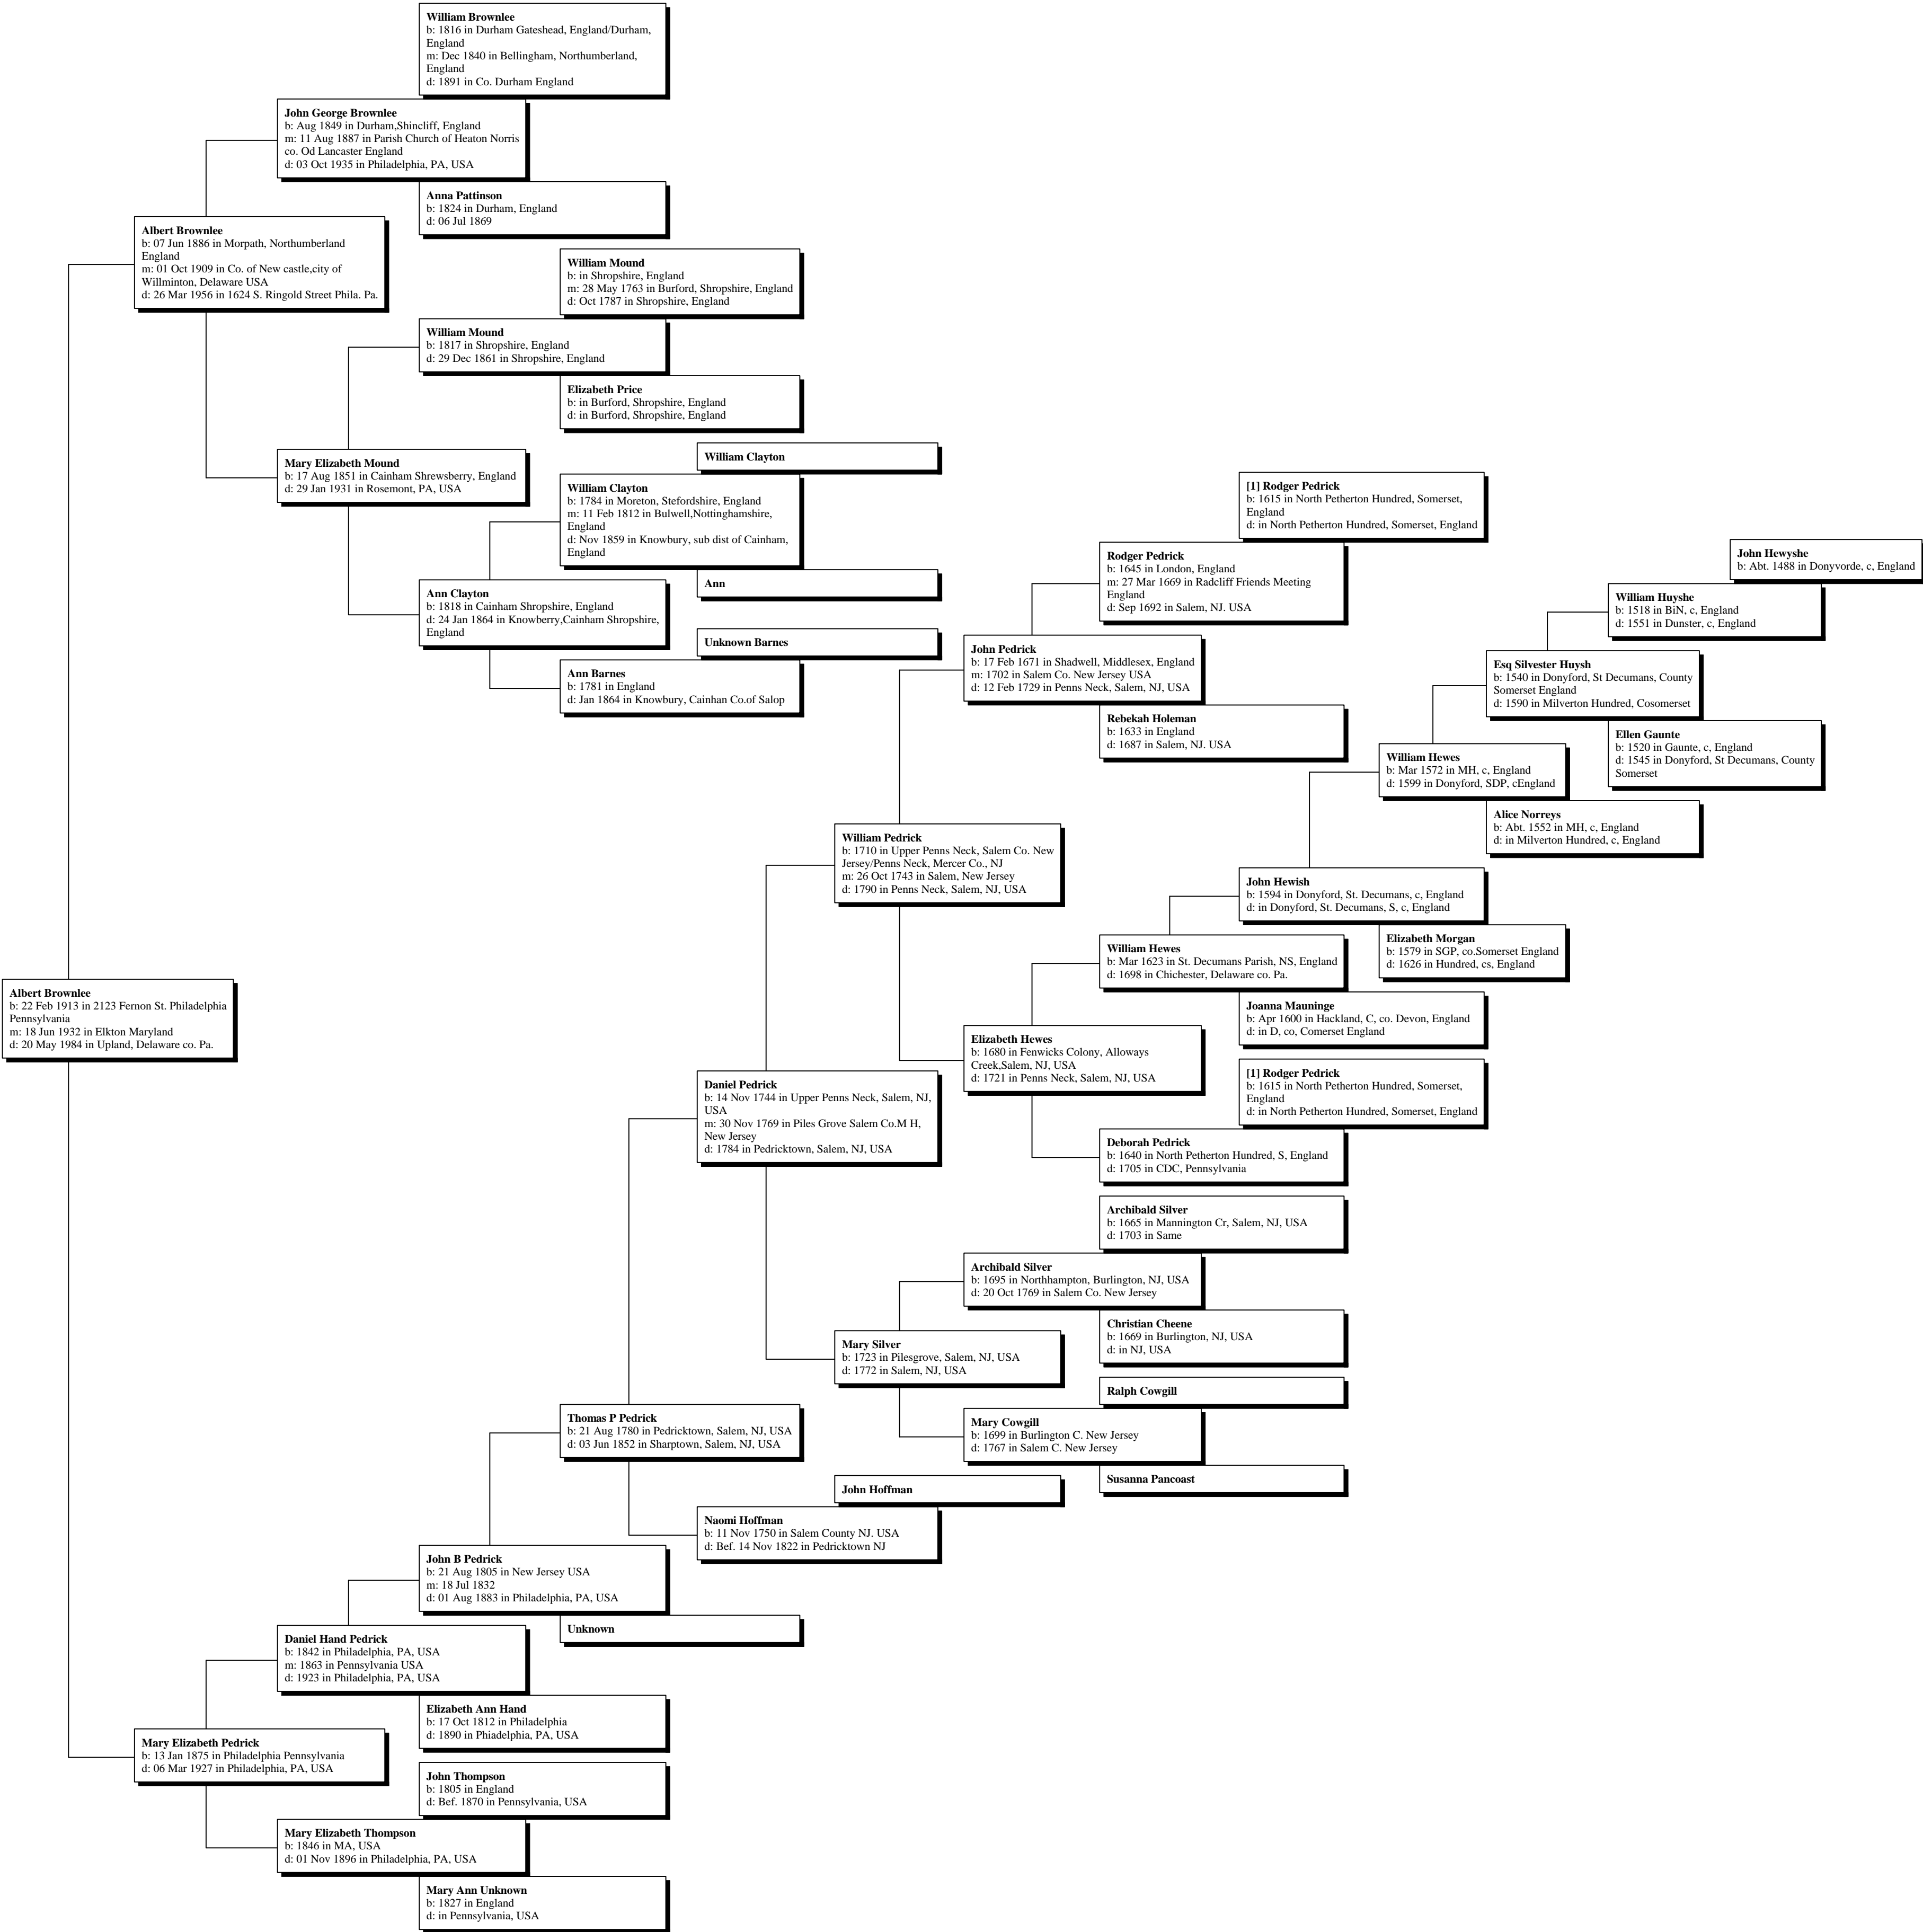 William Brownlee
b: 1816 in Durham Gateshead, England/Durham,
England
m: Dec 1840 in Bellingham, Northumberland,
England
d: 1891 in Co. Durham England
John George Brownlee
b: Aug 1849 in Durham,Shincliff, England
m: 11 Aug 1887 in Parish Church of Heaton Norris
co. Od Lancaster England
d: 03 Oct 1935 in Philadelphia, PA, USA
Anna Pattinson
b: 1824 in Durham, England
d: 06 Jul 1869
Albert Brownlee
b: 07 Jun 1886 in Morpath, Northumberland
England
m: 01 Oct 1909 in Co. of New castle,city of
Willminton, Delaware USA
d: 26 Mar 1956 in 1624 S. Ringold Street Phila. Pa.
William Mound
b: in Shropshire, England
m: 28 May 1763 in Burford, Shropshire, England
d: Oct 1787 in Shropshire, England
William Mound
b: 1817 in Shropshire, England
d: 29 Dec 1861 in Shropshire, England
Elizabeth Price
b: in Burford, Shropshire, England
d: in Burford, Shropshire, England
Mary Elizabeth Mound
b: 17 Aug 1851 in Cainham Shrewsberry, England
d: 29 Jan 1931 in Rosemont, PA, USA
William Clayton
William Clayton
b: 1784 in Moreton, Stefordshire, England
m: 11 Feb 1812 in Bulwell,Nottinghamshire,
England
d: Nov 1859 in Knowbury, sub dist of Cainham,
England
Ann
Ann Clayton
b: 1818 in Cainham Shropshire, England
d: 24 Jan 1864 in Knowberry,Cainham Shropshire,
England
Unknown Barnes
Ann Barnes
b: 1781 in England
d: Jan 1864 in Knowbury, Cainhan Co.of Salop
[1] Rodger Pedrick
b: 1615 in North Petherton Hundred, Somerset,
England
d: in North Petherton Hundred, Somerset, England
Rodger Pedrick
b: 1645 in London, England
m: 27 Mar 1669 in Radcliff Friends Meeting
England
d: Sep 1692 in Salem, NJ. USA
John Pedrick
b: 17 Feb 1671 in Shadwell, Middlesex, England
m: 1702 in Salem Co. New Jersey USA
d: 12 Feb 1729 in Penns Neck, Salem, NJ, USA
Rebekah Holeman
b: 1633 in England
d: 1687 in Salem, NJ. USA
John Hewyshe
b: Abt. 1488 in Donyvorde, c, England
William Huyshe
b: 1518 in BiN, c, England
d: 1551 in Dunster, c, England
Esq Silvester Huysh
b: 1540 in Donyford, St Decumans, County
Somerset England
d: 1590 in Milverton Hundred, Cosomerset
Ellen Gaunte
b: 1520 in Gaunte, c, England
d: 1545 in Donyford, St Decumans, County
Somerset
William Hewes
b: Mar 1572 in MH, c, England
d: 1599 in Donyford, SDP, cEngland
Alice Norreys
b: Abt. 1552 in MH, c, England
d: in Milverton Hundred, c, England
William Pedrick
b: 1710 in Upper Penns Neck, Salem Co. New
Jersey/Penns Neck, Mercer Co., NJ
m: 26 Oct 1743 in Salem, New Jersey
d: 1790 in Penns Neck, Salem, NJ, USA
John Hewish
b: 1594 in Donyford, St. Decumans, c, England
d: in Donyford, St. Decumans, S, c, England
Elizabeth Morgan
b: 1579 in SGP, co.Somerset England
d: 1626 in Hundred, cs, England
William Hewes
b: Mar 1623 in St. Decumans Parish, NS, England
d: 1698 in Chichester, Delaware co. Pa.
Joanna Mauninge
b: Apr 1600 in Hackland, C, co. Devon, England
d: in D, co, Comerset England
Albert Brownlee
b: 22 Feb 1913 in 2123 Fernon St. Philadelphia
Pennsylvania
m: 18 Jun 1932 in Elkton Maryland
d: 20 May 1984 in Upland, Delaware co. Pa.
Elizabeth Hewes
b: 1680 in Fenwicks Colony, Alloways
Creek,Salem, NJ, USA
d: 1721 in Penns Neck, Salem, NJ, USA
[1] Rodger Pedrick
b: 1615 in North Petherton Hundred, Somerset,
England
d: in North Petherton Hundred, Somerset, England
Daniel Pedrick
b: 14 Nov 1744 in Upper Penns Neck, Salem, NJ,
USA
m: 30 Nov 1769 in Piles Grove Salem Co.M H,
New Jersey
d: 1784 in Pedricktown, Salem, NJ, USA
Deborah Pedrick
b: 1640 in North Petherton Hundred, S, England
d: 1705 in CDC, Pennsylvania
Archibald Silver
b: 1665 in Mannington Cr, Salem, NJ, USA
d: 1703 in Same
Archibald Silver
b: 1695 in Northhampton, Burlington, NJ, USA
d: 20 Oct 1769 in Salem Co. New Jersey
Christian Cheene
b: 1669 in Burlington, NJ, USA
d: in NJ, USA
Mary Silver
b: 1723 in Pilesgrove, Salem, NJ, USA
d: 1772 in Salem, NJ, USA
Ralph Cowgill
Mary Cowgill
b: 1699 in Burlington C. New Jersey
d: 1767 in Salem C. New Jersey
Susanna Pancoast
Thomas P Pedrick
b: 21 Aug 1780 in Pedricktown, Salem, NJ, USA
d: 03 Jun 1852 in Sharptown, Salem, NJ, USA
John Hoffman
Naomi Hoffman
b: 11 Nov 1750 in Salem County NJ. USA
d: Bef. 14 Nov 1822 in Pedricktown NJ
John B Pedrick
b: 21 Aug 1805 in New Jersey USA
m: 18 Jul 1832
d: 01 Aug 1883 in Philadelphia, PA, USA
Unknown
Daniel Hand Pedrick
b: 1842 in Philadelphia, PA, USA
m: 1863 in Pennsylvania USA
d: 1923 in Philadelphia, PA, USA
Elizabeth Ann Hand
b: 17 Oct 1812 in Philadelphia
d: 1890 in Phiadelphia, PA, USA
Mary Elizabeth Pedrick
b: 13 Jan 1875 in Philadelphia Pennsylvania
d: 06 Mar 1927 in Philadelphia, PA, USA
John Thompson
b: 1805 in England
d: Bef. 1870 in Pennsylvania, USA
Mary Elizabeth Thompson
b: 1846 in MA, USA
d: 01 Nov 1896 in Philadelphia, PA, USA
Mary Ann Unknown
b: 1827 in England
d: in Pennsylvania, USA